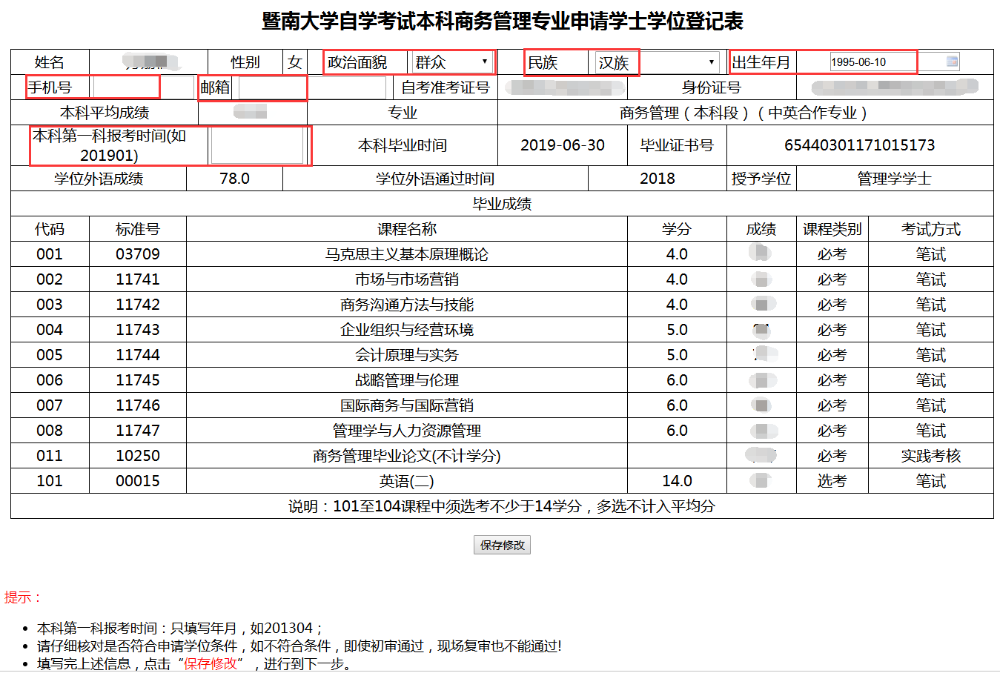 暨南大学自学考试本科商务管理专业申请学士学位登记表
姓名 性别 女 政治面貌 群众 民族 汉族 出生年月 1995-06-10
手机号 邮箱 自考准考证号 身份证号
本科平均成绩 专业 商务管理（本科段）（中英合作专业）
本科第一科报考时间(如
201901) 本科毕业时间 2019-06-30 毕业证书号 65440301171015173
学位外语成绩 78.0 学位外语通过时间 2018 授予学位 管理学学士
毕业成绩
代码 标准号 课程名称 学分 成绩 课程类别 考试方式
001 03709 马克思主义基本原理概论 4.0 必考 笔试
002 11741 市场与市场营销 4.0 必考 笔试
003 11742 商务沟通方法与技能 4.0 必考 笔试
004 11743 企业组织与经营环境 5.0 必考 笔试
005 11744 会计原理与实务 5.0 必考 笔试
006 11745 战略管理与伦理 6.0 必考 笔试
007 11746 国际商务与国际营销 6.0 必考 笔试
008 11747 管理学与人力资源管理 6.0 必考 笔试
011 10250 商务管理毕业论文(不计学分) 必考 实践考核
101 00015 英语(二) 14.0 选考 笔试
说明：101至104课程中须选考不少于14学分，多选不计入平均分
保存修改
提示：
• 本科第一科报考时间：只填写年月，如201304；
• 请仔细核对是否符合申请学位条件，如不符合条件，即使初审通过，现场复审也不能通过!
• 填写完上述信息，点击“保存修改”，进行到下一步。